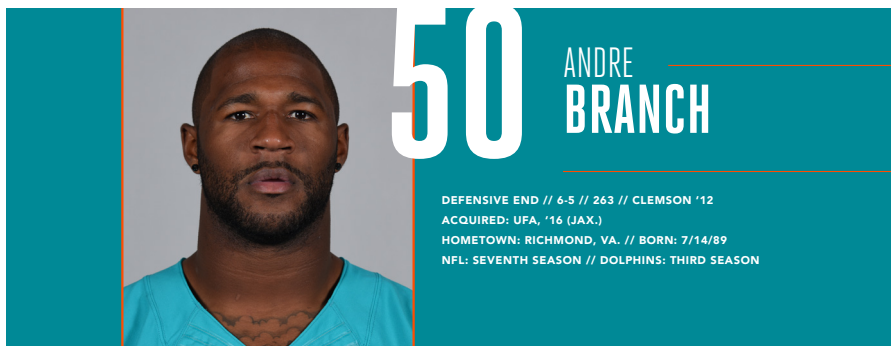 50
ANDRE
BRANCH
DEFENSIVE END // 6-5 // 263 // CLEMSON ‘12
ACQUIRED: UFA, ‘16 (JAX.)
HOMETOWN: RICHMOND, VA. // BORN: 7/14/89
NFL: SEVENTH SEASON // DOLPHINS: THIRD SEASON